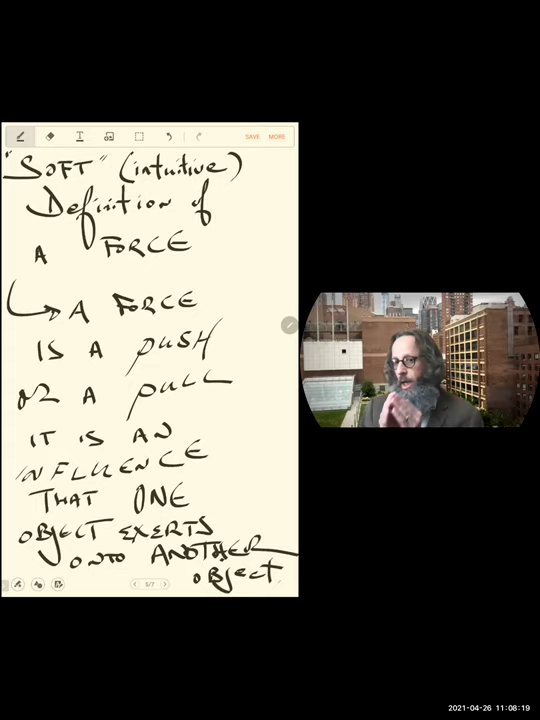 SAVE MORE
"SOFT" (intuitive)
Definition of
A FORCE
A FORCE
IS A PUSH
OR A PULL
IT IS AN
INFLUENCE
THAT ONE
OBJECT EXERTS
ONTO ANOTHER
OBJECT.
5/7
2021-04-26 11:08:19